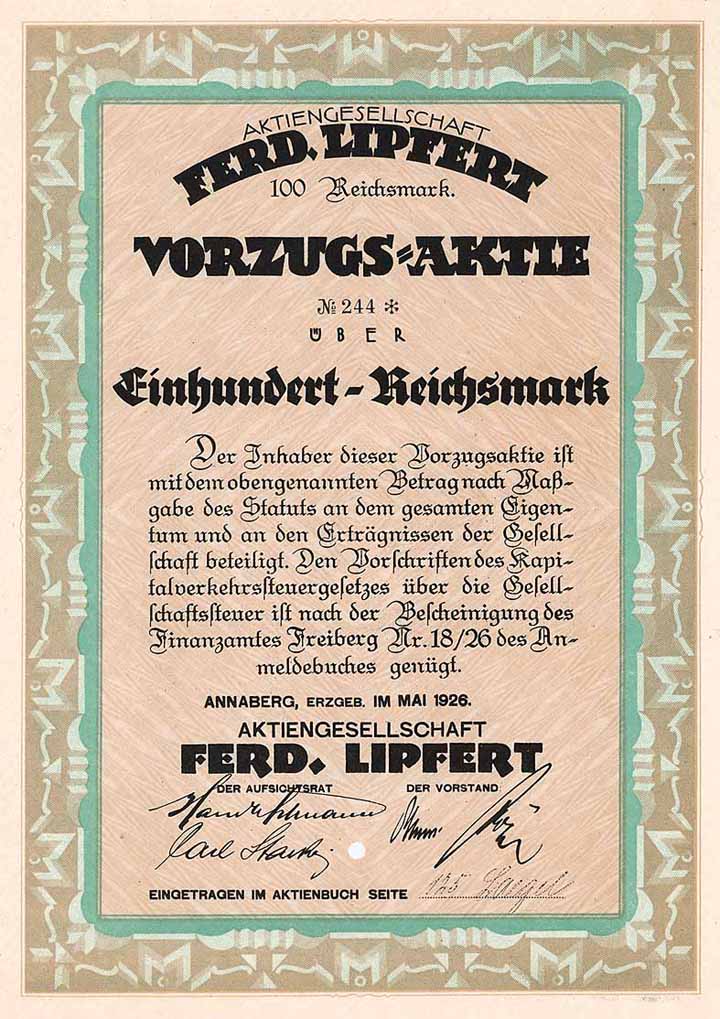 AKTIENGESELLSCHAFT
FERD. LIPFERT
100 Reichsmark.
VORZUGS=AKTIE
№ 244 *
ÜBER
Einhundert-Reichsmark
Der Inhaber dieser Vorzugsaktie ist
mit dem obengenannten Betrag nach Maß-
gabe des Statuts an dem gesamten Eigen-
tum und an den Erträgnissen der Gesell-
schaft beteiligt. Den Vorschriften des Kapi-
talverkehrssteuergesetzes über die Gesell-
schaftssteuer ist nach der Bescheinigung des
Finanzamtes Freiberg Nr. 18/26 des An-
meldebuches genügt.
ANNABERG, ERZGEB. IM MAI 1926.
AKTIENGESELLSCHAFT
FERD. LIPFERT
DER AUFSICHTSRAT DER VORSTAND
Carl
EINGETRAGEN IM AKTIENBUCH SEITE 125